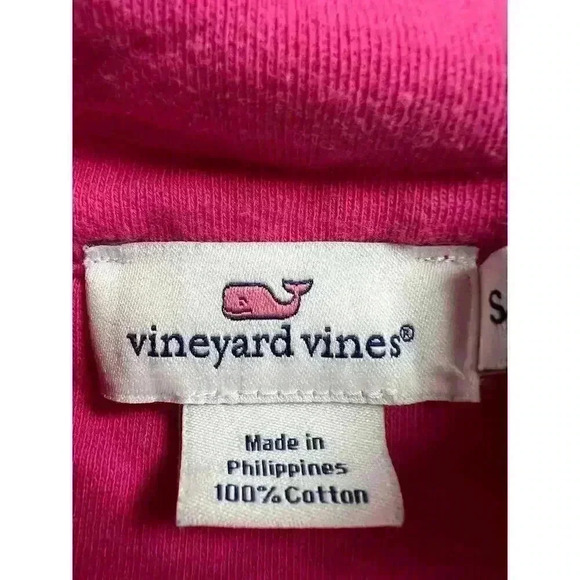 vineyard vines®
S
Made in
Philippines
100% Cotton